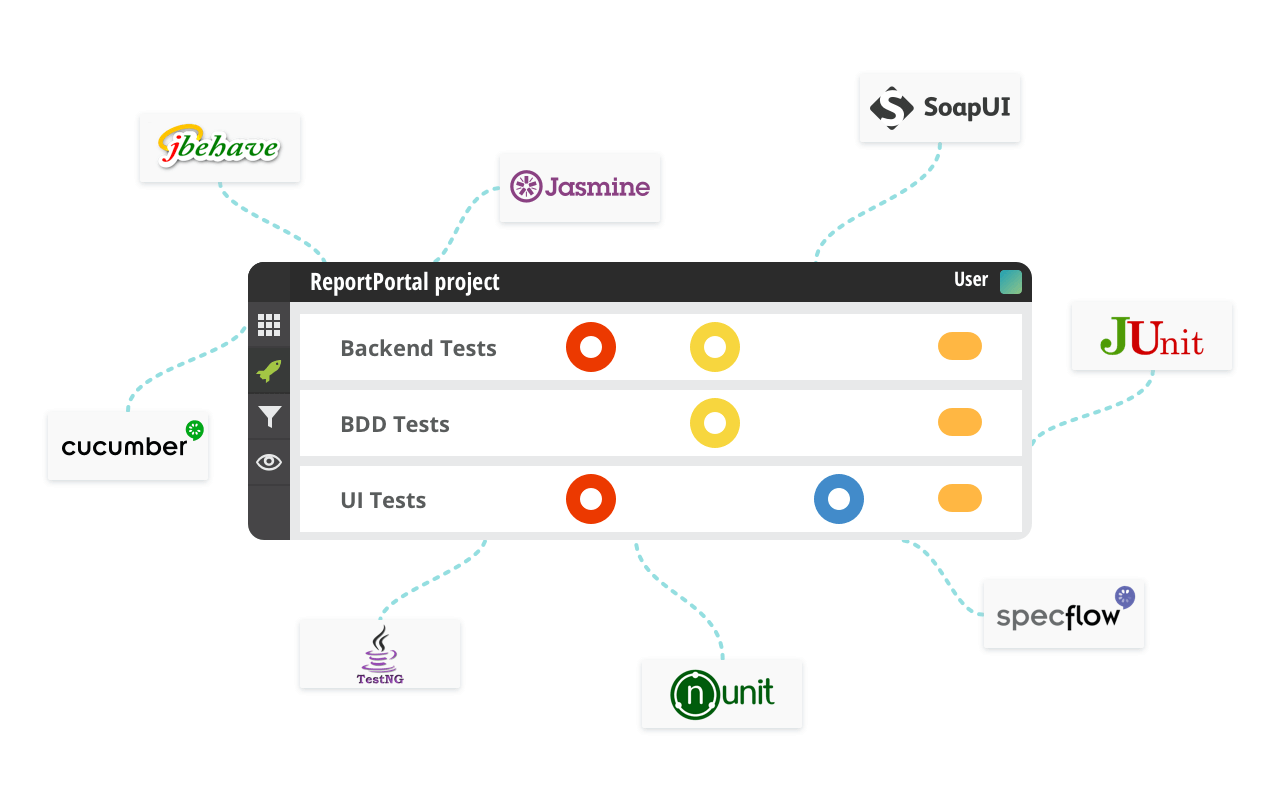 SoapUI
jbehave
Jasmine
ReportPortal project
User
JUnit
Backend Tests
BDD Tests
cucumber
UI Tests
specflow
TestNG
nunit